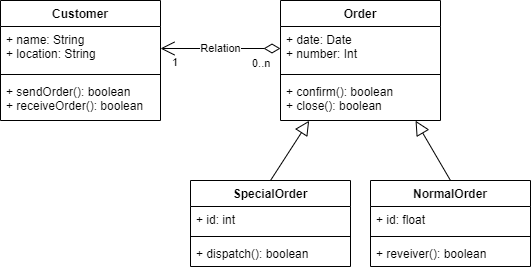 Customer
+ name: String
+ location: String
+ sendOrder(): boolean
+ receiveOrder(): boolean
Relation
1
0..n
Order
+ date: Date
+ number: Int
+ confirm(): boolean
+ close(): boolean
SpecialOrder
+ id: int
+ dispatch(): boolean
NormalOrder
+ id: float
+ reveiver(): boolean